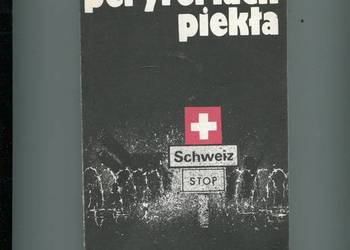 peryferiach
piekła
Schweiz
STOP